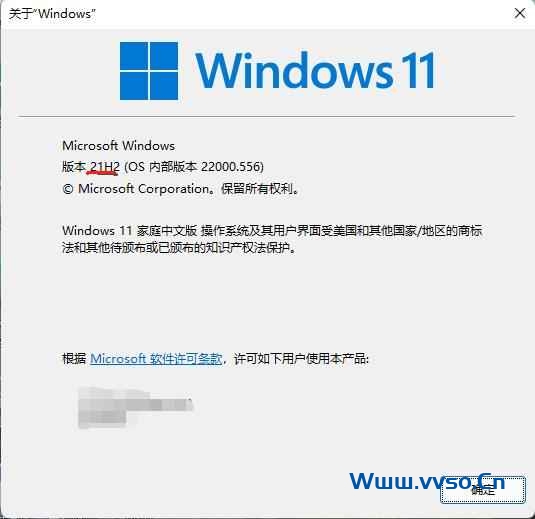 关于“Windows”
Windows 11
Microsoft Windows
版本 21H2 (OS 内部版本 22000.556)
© Microsoft Corporation。保留所有权利。
Windows 11 家庭中文版 操作系统及其用户界面受美国和其他国家/地区的商标
法和其他待颁布或已颁布的知识产权法保护。
根据 Microsoft 软件许可条款，许可如下用户使用本产品:
Www.vvso.Cn
确定